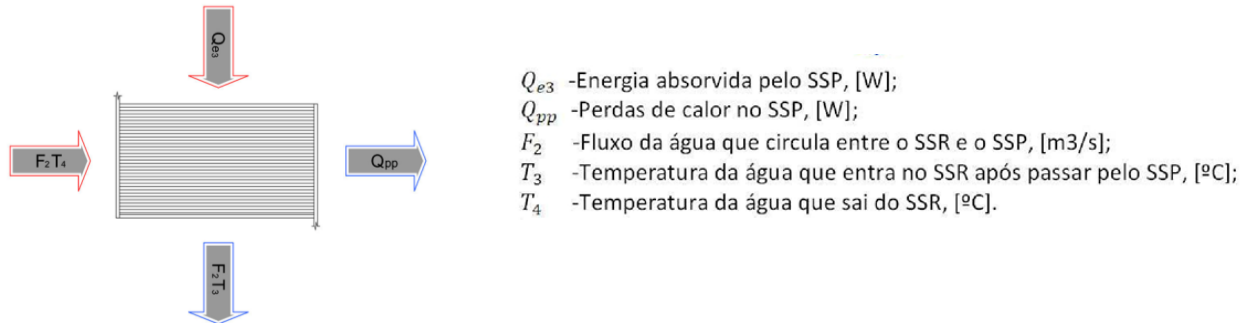 Qe3
F2T4
Qpp
F2T3
Qe3 -Energia absorvida pelo SSP, [W];
Qpp -Perdas de calor no SSP, [W];
F2 -Fluxo da água que circula entre o SSR e o SSP, [m3/s];
T3 -Temperatura da água que entra no SSR após passar pelo SSP, [ºC];
T4 -Temperatura da água que sai do SSR, [ºC].